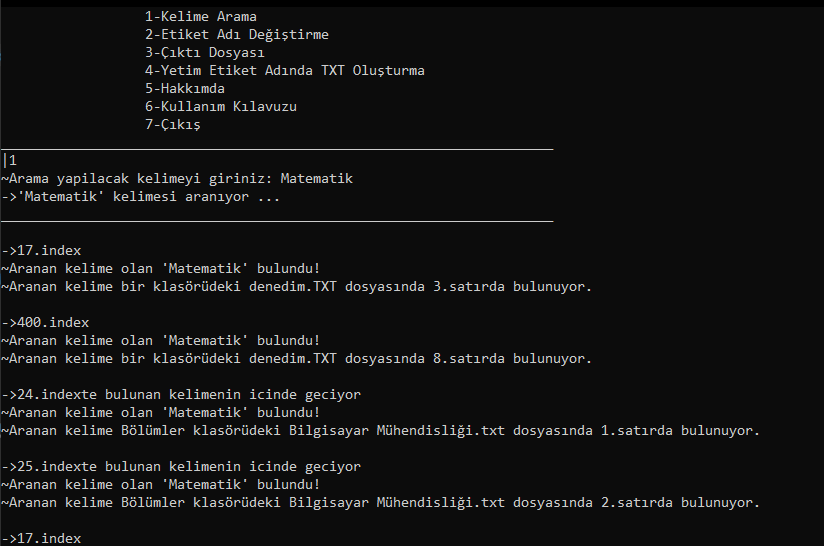 1-Kelime Arama
2-Etiket Adı Değiştirme
3-Çıktı Dosyası
4-Yetim Etiket Adında TXT Oluşturma
5-Hakkımda
6-Kullanım Kılavuzu
7-Çıkış
|1
~Arama yapilacak kelimeyi giriniz: Matematik
->'Matematik' kelimesi aranıyor ...
->17.index
~Aranan kelime olan 'Matematik' bulundu!
~Aranan kelime bir klasörüdeki denedim.TXT dosyasında 3.satırda bulunuyor.
->400.index
~Aranan kelime olan 'Matematik' bulundu!
~Aranan kelime bir klasörüdeki denedim.TXT dosyasında 8.satırda bulunuyor.
->24.indexte bulunan kelimenin icinde geciyor
~Aranan kelime olan 'Matematik' bulundu!
~Aranan kelime Bölümler klasörüdeki Bilgisayar Mühendisliği.txt dosyasında 1.satırda bulunuyor.
->25.indexte bulunan kelimenin icinde geciyor
~Aranan kelime olan 'Matematik' bulundu!
~Aranan kelime Bölümler klasörüdeki Bilgisayar Mühendisliği.txt dosyasında 2.satırda bulunuyor.
->17.index